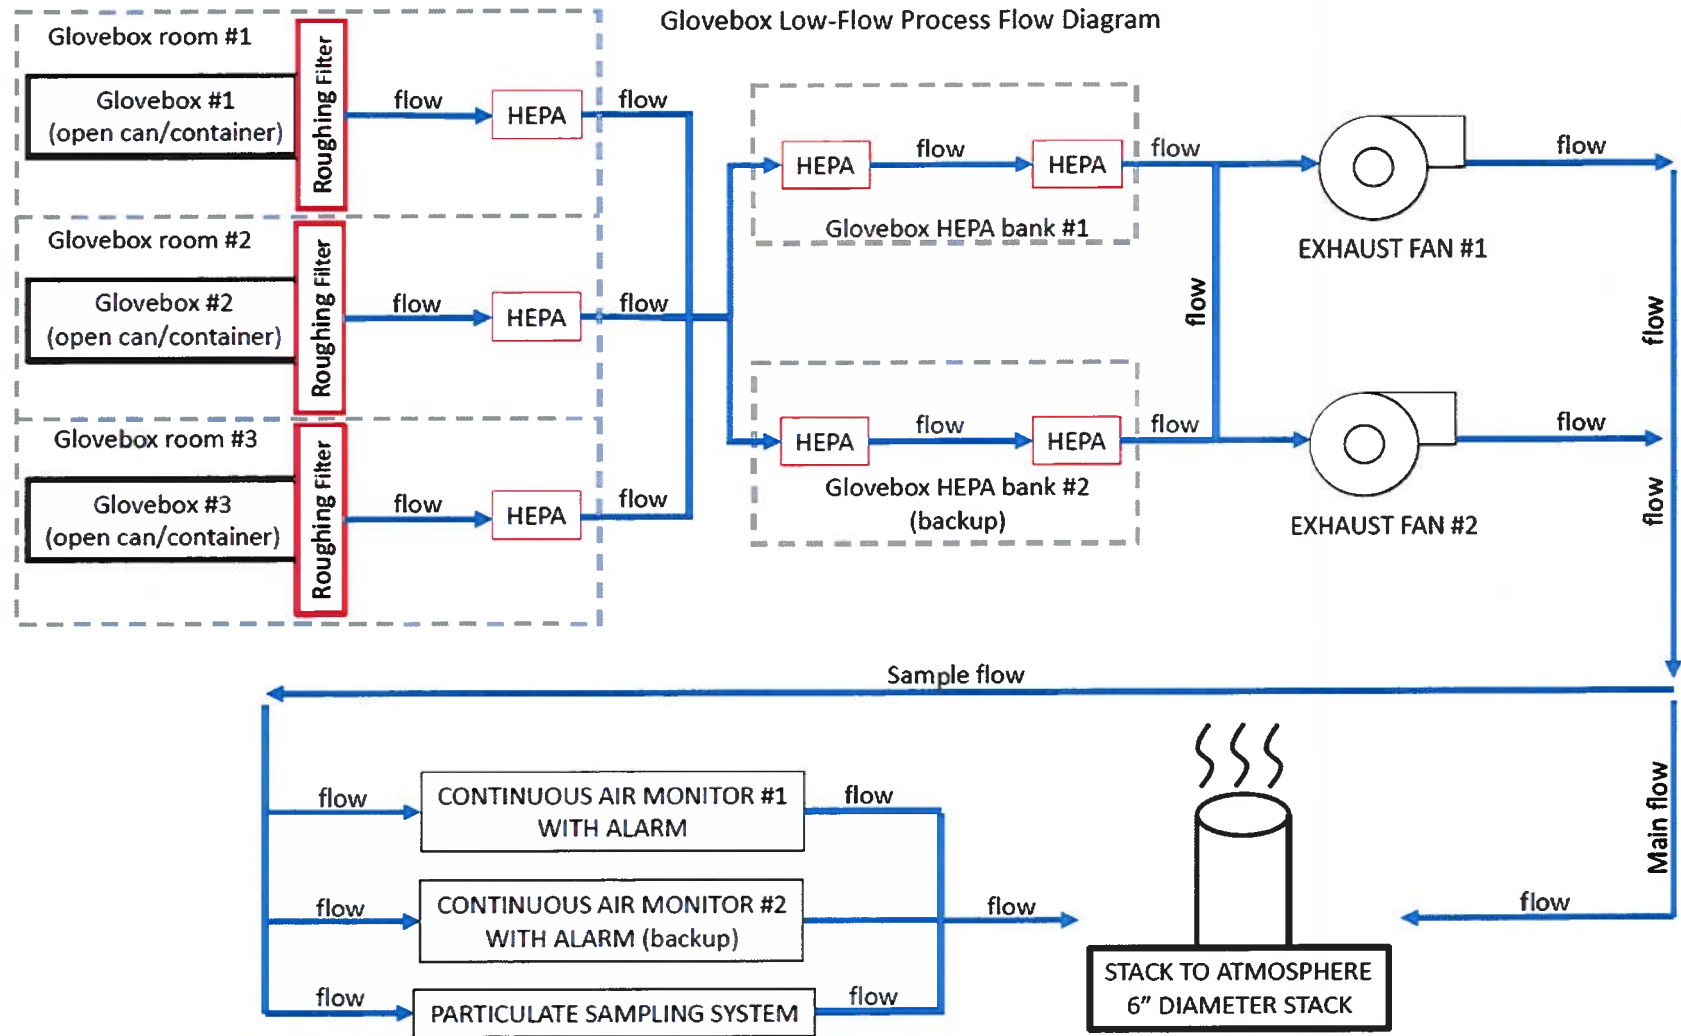 Glovebox Low-Flow Process Flow Diagram
Glovebox room #1
Glovebox #1
(open can/container)
Roughing Filter
flow
HEPA
flow
Glovebox room #2
Glovebox #2
(open can/container)
Roughing Filter
flow
HEPA
flow
Glovebox room #3
Glovebox #3
(open can/container)
Roughing Filter
flow
HEPA
flow
HEPA
flow
HEPA
flow
Glovebox HEPA bank #1
HEPA
flow
HEPA
flow
Glovebox HEPA bank #2
(backup)
flow
EXHAUST FAN #1
flow
EXHAUST FAN #2
flow
flow
flow
Sample flow
Main flow
flow
flow
CONTINUOUS AIR MONITOR #1
WITH ALARM
flow
flow
CONTINUOUS AIR MONITOR #2
WITH ALARM (backup)
flow
flow
PARTICULATE SAMPLING SYSTEM
flow
STACK TO ATMOSPHERE
6” DIAMETER STACK